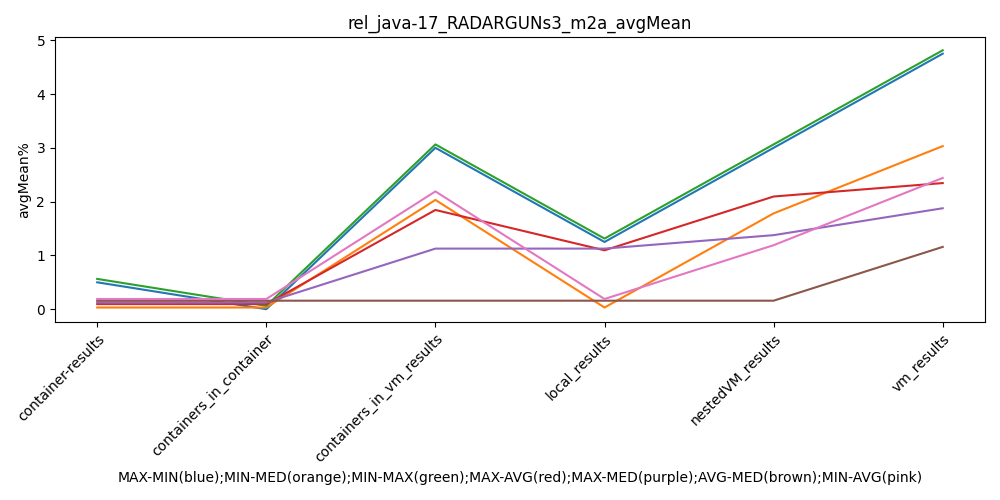 rel_java-17_RADARGUNs3_m2a_avgMean
avgMean%
5
4
3
2
1
0
container-results
containers_in_container
containers_in_vm_results
local_results
nestedVM_results
vm_results
MAX-MIN(blue);MIN-MED(orange);MIN-MAX(green);MAX-AVG(red);MAX-MED(purple);AVG-MED(brown);MIN-AVG(pink)